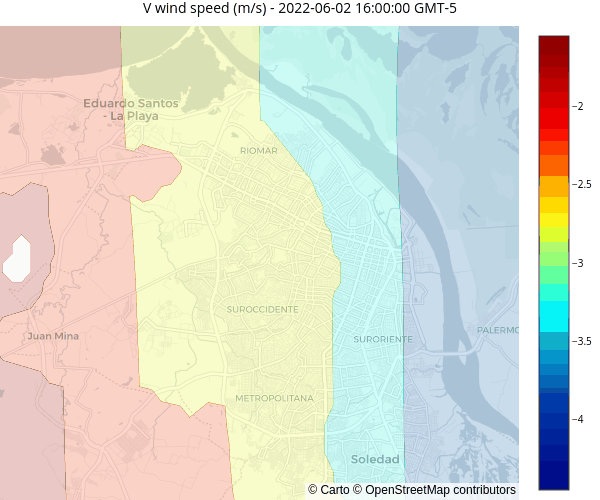 V wind speed (m/s) - 2022-06-02 16:00:00 GMT-5
Eduardo Santos
- La Playa
RIOMAR
SUROCCIDENTE
Juan Mina
SURORIENTE
PALERMO
METROPOLITANA
Soledad
© Carto © OpenStreetMap contributors
−2
−2.5
−3
−3.5
−4